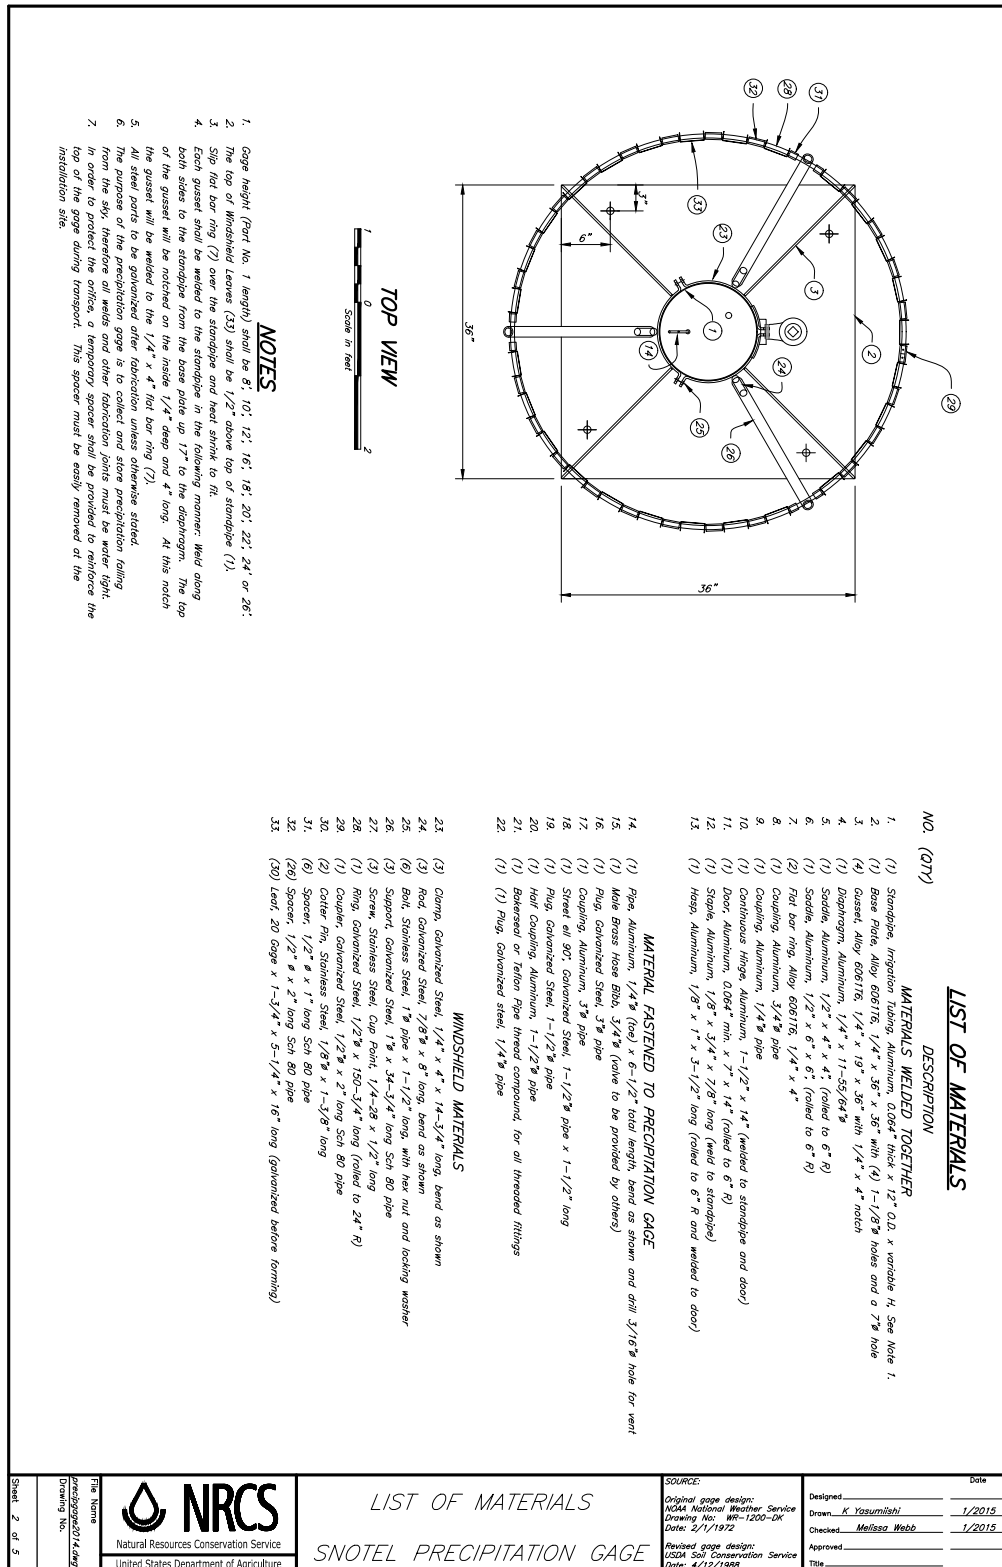 LIST OF MATERIALS
NO. (QTY) DESCRIPTION
MATERIALS WELDED TOGETHER
1. (1) Standpipe, Irrigation Tubing, Aluminum, 0.064" thick x 12" O.D. x variable H, See Note 1.
2. (1) Base Plate, Alloy 6061T6, 1/4" x 36" x 36" with (4) 1-1/8"ø holes and a 7"ø hole
3. (4) Gusset, Alloy 6061T6, 1/4" x 19" x 36" with 1/4" x 4" notch
4. (1) Diaphragm, Aluminum, 1/4" x 11-55/64"ø
5. (1) Saddle, Aluminum, 1/2" x 4" x 4", (rolled to 6" R)
6. (1) Saddle, Aluminum, 1/2" x 6" x 6", (rolled to 6" R)
7. (2) Flat bar ring, Alloy 6061T6, 1/4" x 4"
8. (1) Coupling, Aluminum, 3/4"ø pipe
9. (1) Coupling, Aluminum, 1/4"ø pipe
10. (1) Continuous Hinge, Aluminum, 1-1/2" x 14" (welded to standpipe and door)
11. (1) Door, Aluminum, 0.064" min. x 7" x 14" (rolled to 6" R)
12. (1) Staple, Aluminum, 1/8" x 3/4" x 7/8" long (weld to standpipe)
13. (1) Hasp, Aluminum, 1/8" x 1" x 3-1/2" long (rolled to 6" R and welded to door)
MATERIAL FASTENED TO PRECIPITATION GAGE
14. (1) Pipe, Aluminum, 1/4"ø (toe) x 6-1/2" total length, bend as shown and drill 3/16"ø hole for vent
15. (1) Male Brass Hose Bibb, 3/4"ø (valve to be provided by others)
16. (1) Plug, Galvanized Steel, 3"ø pipe
17. (1) Coupling, Aluminum, 3"ø pipe
18. (1) Street ell 90°, Galvanized Steel, 1-1/2"ø pipe x 1-1/2" long
19. (1) Plug, Galvanized Steel, 1-1/2"ø pipe
20. (1) Half Coupling, Aluminum, 1-1/2"ø pipe
21. (1) Bakerseal or Teflon Pipe thread compound, for all threaded fittings
22. (1) (1) Plug, Galvanized steel, 1/4"ø pipe
WINDSHIELD MATERIALS
23. (3) Clamp, Galvanized Steel, 1/4" x 4" x 14-3/4" long, bend as shown
24. (3) Rod, Galvanized Steel, 7/8"ø x 8" long, bend as shown
25. (6) Bolt, Stainless Steel, 1"ø pipe x 1-1/2" long, with hex nut and locking washer
26. (3) Support, Galvanized Steel, 1"ø x 34-3/4" long Sch 80 pipe
27. (3) Screw, Stainless Steel, Cup Point, 1/4-28 x 1/2" long
28. (1) Ring, Galvanized Steel, 1/2"ø x 150-3/4" long (rolled to 24" R)
29. (1) Coupler, Galvanized Steel, 1/2"ø x 2" long Sch 80 pipe
30. (2) Cotter Pin, Stainless Steel, 1/8"ø x 1-3/8" long
31. (6) Spacer, 1/2" ø x 1" long Sch 80 pipe
32. (26) Spacer, 1/2" ø x 2" long Sch 80 pipe
33. (30) Leaf, 20 Gage x 1-3/4" x 5-1/4" x 16" long (galvanized before forming)
31
28
32
33
23
3
1
2
29
14
24
25
26
3"
6"
36"
36"
TOP VIEW
1 0 2
Scale in feet
NOTES
1. Gage height (Part No. 1 length) shall be 8', 10', 12', 16', 18', 20', 22', 24' or 26'.
2. The top of Windshield Leaves (33) shall be 1/2" above top of standpipe (1).
3. Slip flat bar ring (7) over the standpipe and heat shrink to fit.
4. Each gusset shall be welded to the standpipe in the following manner: Weld along
both sides to the standpipe from the base plate up 17" to the diaphragm. The top
of the gusset will be notched on the inside 1/4" deep and 4" long. At this notch
the gusset will be welded to the 1/4" x 4" flat bar ring (7).
5. All steel parts to be galvanized after fabrication unless otherwise stated.
6. The purpose of the precipitation gage is to collect and store precipitation falling
from the sky, therefore all welds and other fabrication joints must be water tight.
7. In order to protect the orifice, a temporary spacer shall be provided to reinforce the
top of the gage during transport. This spacer must be easily removed at the
installation site.
File Name
precipgage2014.dwg
Drawing No.
Sheet 2 of 5
NRCS
Natural Resources Conservation Service
United States Department of Agriculture
LIST OF MATERIALS
SNOTEL PRECIPITATION GAGE
SOURCE:
Original gage design:
NOAA National Weather Service
Drawing No: WR-1200-DK
Date: 2/1/1972
Revised gage design:
USDA Soil Conservation Service
Date: 4/12/1988
Date
Designed
Drawn K Yasumiishi 1/2015
Checked Melissa Webb 1/2015
Approved
Title